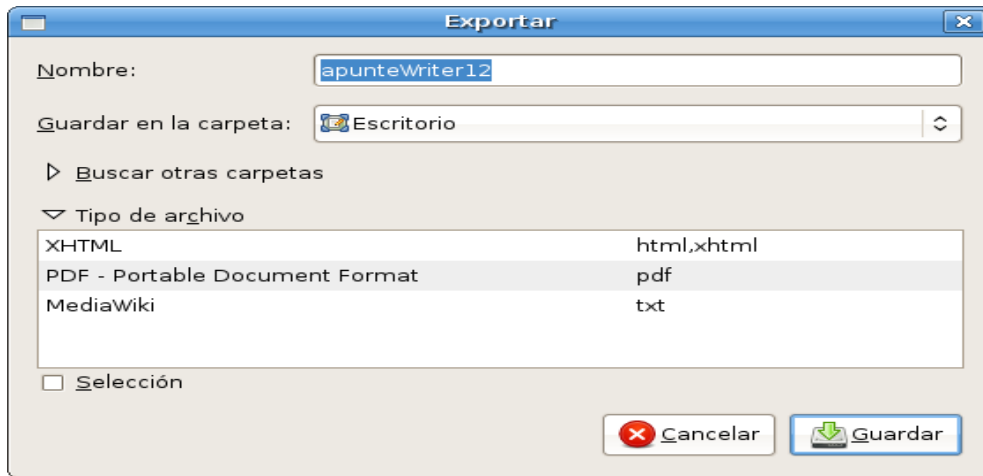 Exportar
Nombre: apunteWriter12
Guardar en la carpeta: Escritorio
Buscar otras carpetas
Tipo de archivo
XHTML html,xhtml
PDF - Portable Document Format pdf
MediaWiki txt
Selección
Cancelar Guardar